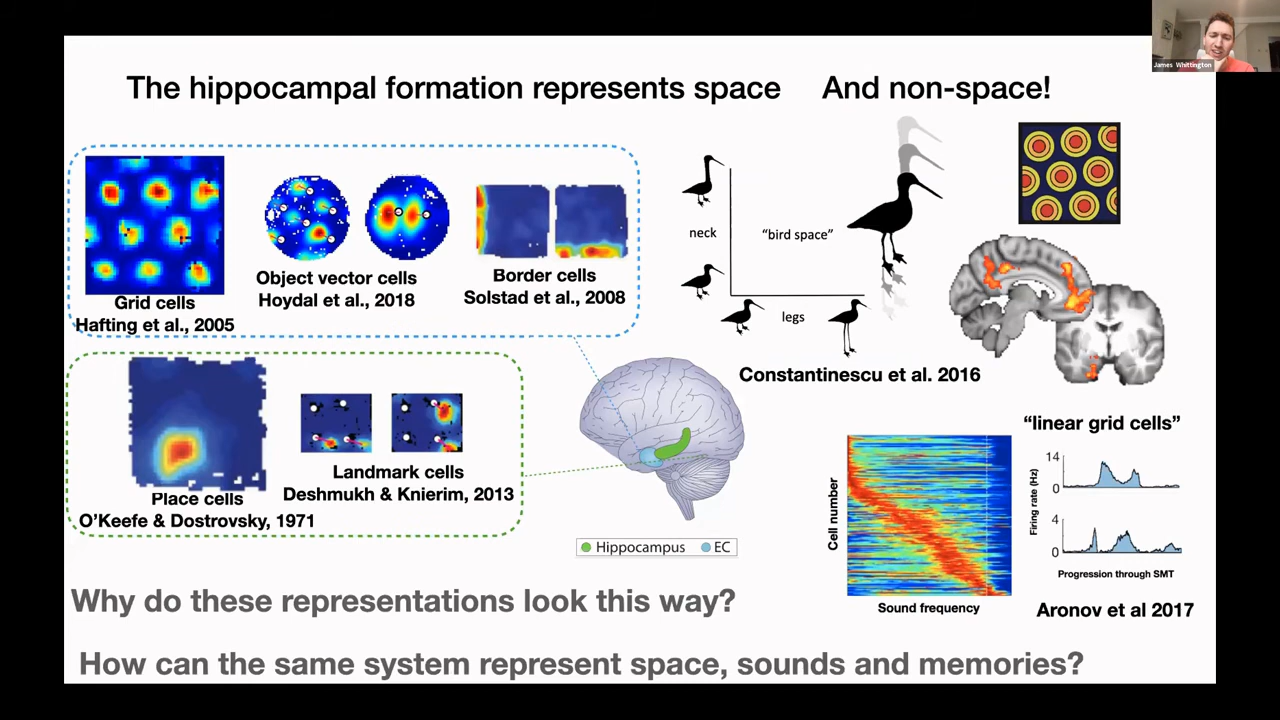 James Whittington
The hippocampal formation represents space
And non-space!
Grid cells
Hafting et al., 2005
Object vector cells
Hoydal et al., 2018
Border cells
Solstad et al., 2008
neck
"bird space"
legs
Constantinescu et al. 2016
Place cells
O'Keefe & Dostrovsky, 1971
Landmark cells
Deshmukh & Knierim, 2013
Hippocampus
EC
"linear grid cells"
Cell number
Sound frequency
Firing rate (Hz)
14
0
4
0
Progression through SMT
Aronov et al 2017
Why do these representations look this way?
How can the same system represent space, sounds and memories?